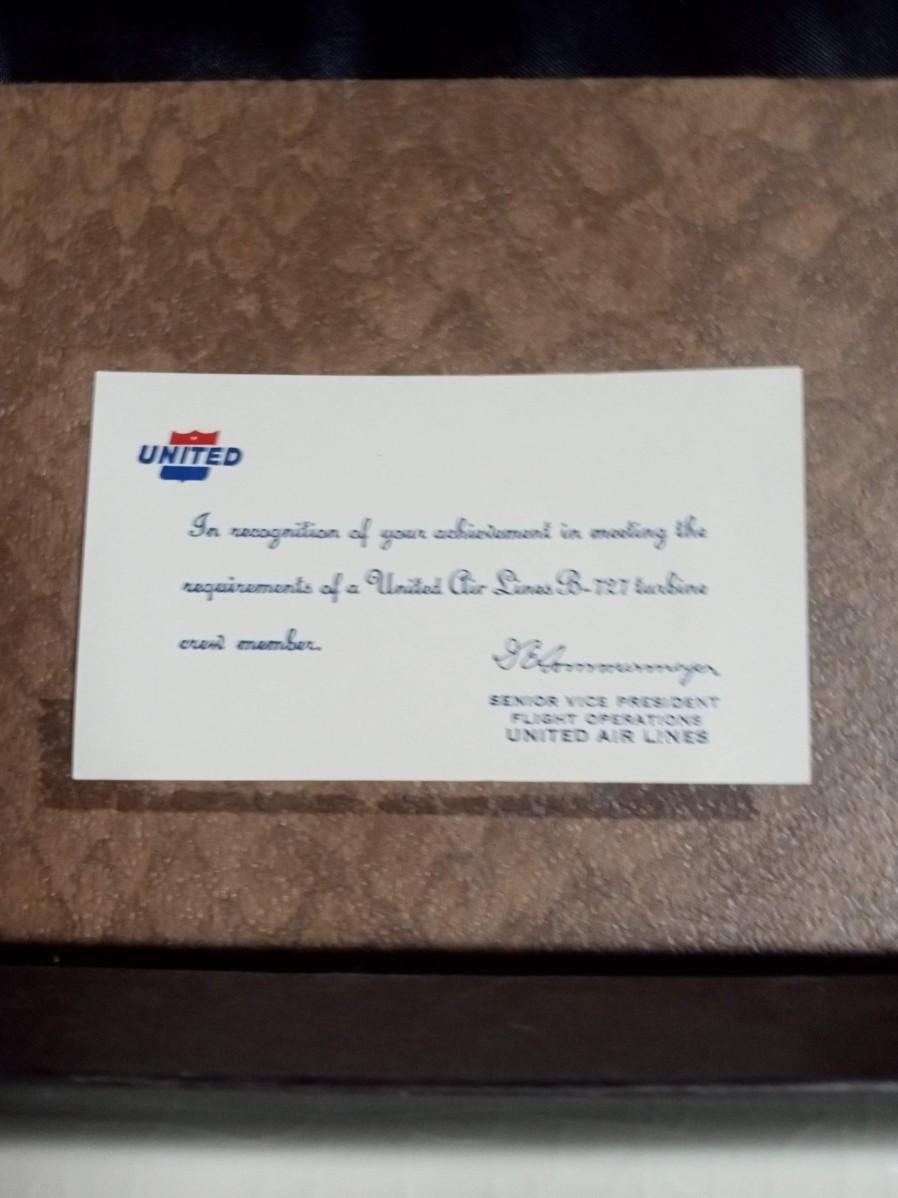 UNITED
In recognition of your achievement in meeting the
requirements of a United Air Lines B-727 turbine
crew member.
SENIOR VICE PRESIDENT
FLIGHT OPERATIONS
UNITED AIR LINES